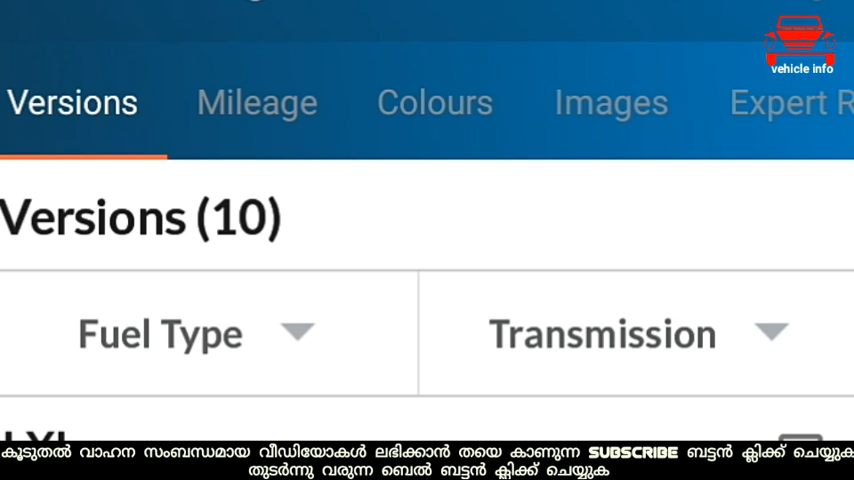 vehicle info
Versions Mileage Colours Images Expert R
Versions (10)
Fuel Type Transmission
കൂടുതൽ വാഹന സംബന്ധമായ വീഡിയോകൾ ലഭിക്കാൻ തയെ കാണുന്ന SUBSCRIBE ബട്ടൻ ക്ലിക്ക് ചെയ്യുക
തുടർന്നു വരുന്ന ബെൽ ബട്ടൻ ക്ലിക്ക് ചെയ്യുക